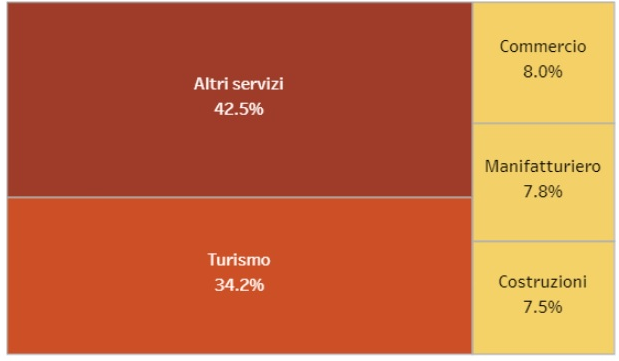 Altri servizi
42.5%
Turismo
34.2%
Commercio
8.0%
Manifatturiero
7.8%
Costruzioni
7.5%